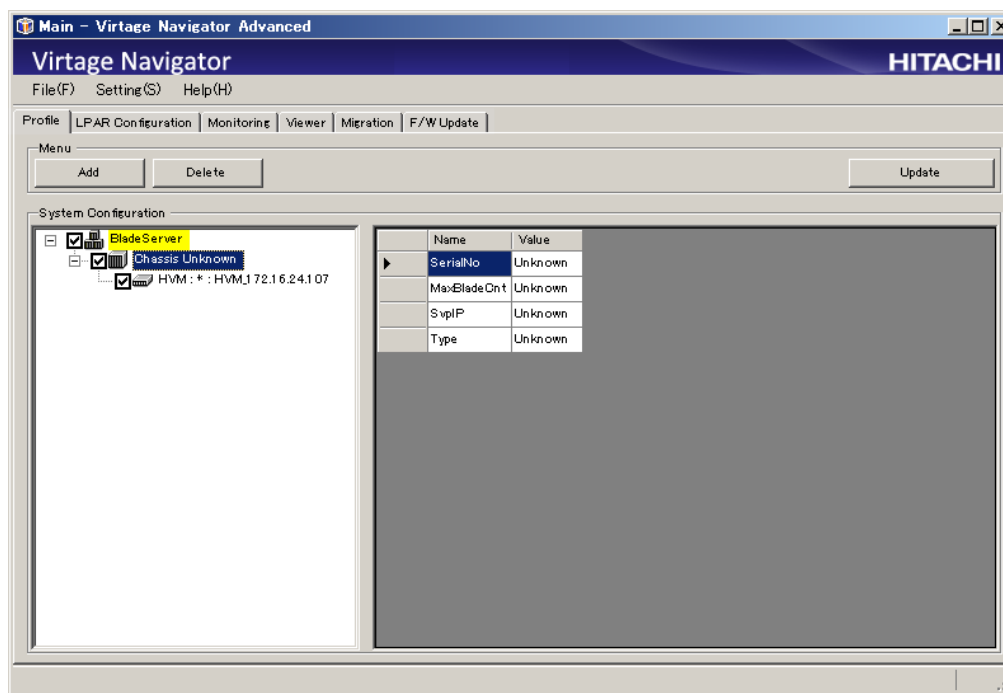 Main - Virtage Navigator Advanced
Virtage Navigator
HITACHI
File(F) Setting(S) Help(H)
Profile LPAR Configuration Monitoring Viewer Migration F/W Update
Menu
Add Delete Update
System Configuration
BladeServer
Chassis Unknown
HVM : * : HVM_172.16.24.107
Name Value
SerialNo Unknown
MaxBladeCnt Unknown
SvpIP Unknown
Type Unknown